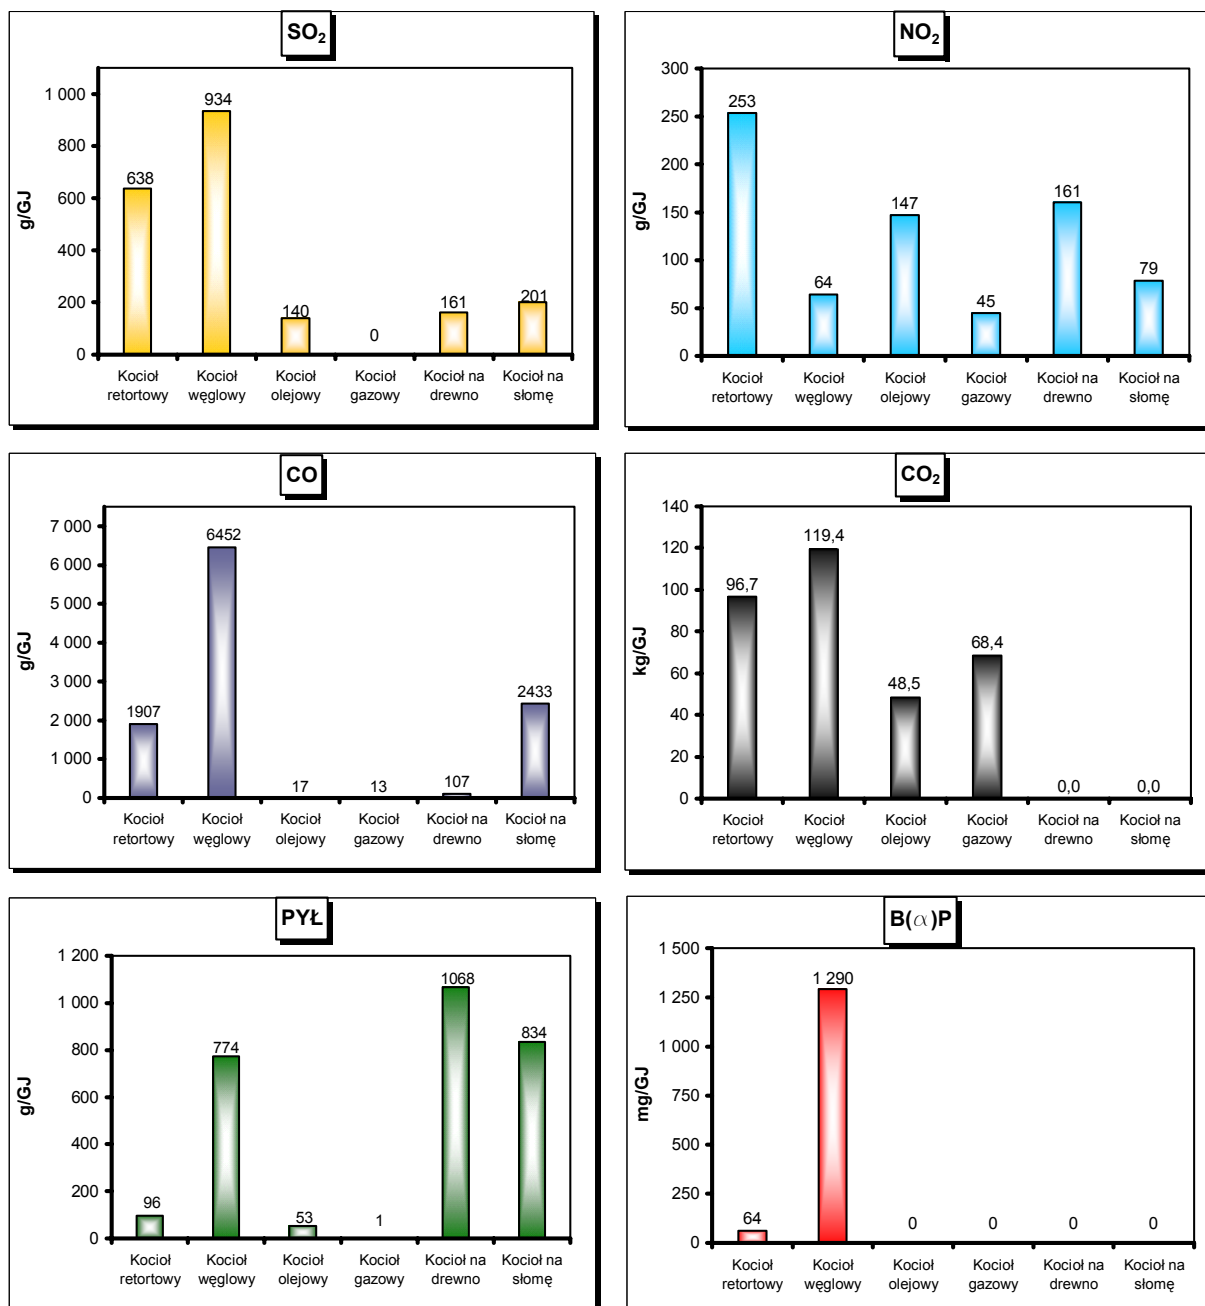 SO₂
g/GJ
1 000
800
600
400
200
0
638
934
140
0
161
201
Kocioł retortowy
Kocioł węglowy
Kocioł olejowy
Kocioł gazowy
Kocioł na drewno
Kocioł na słomę
NO₂
g/GJ
300
250
200
150
100
50
0
253
64
147
45
161
79
Kocioł retortowy
Kocioł węglowy
Kocioł olejowy
Kocioł gazowy
Kocioł na drewno
Kocioł na słomę
CO
g/GJ
7 000
6 000
5 000
4 000
3 000
2 000
1 000
0
1907
6452
17
13
107
2433
Kocioł retortowy
Kocioł węglowy
Kocioł olejowy
Kocioł gazowy
Kocioł na drewno
Kocioł na słomę
CO₂
kg/GJ
140
120
100
80
60
40
20
0
96,7
119,4
48,5
68,4
0,0
0,0
Kocioł retortowy
Kocioł węglowy
Kocioł olejowy
Kocioł gazowy
Kocioł na drewno
Kocioł na słomę
PYŁ
g/GJ
1 200
1 000
800
600
400
200
0
96
774
53
1
1068
834
Kocioł retortowy
Kocioł węglowy
Kocioł olejowy
Kocioł gazowy
Kocioł na drewno
Kocioł na słomę
B(α)P
mg/GJ
1 500
1 250
1 000
750
500
250
0
64
1 290
0
0
0
0
Kocioł retortowy
Kocioł węglowy
Kocioł olejowy
Kocioł gazowy
Kocioł na drewno
Kocioł na słomę